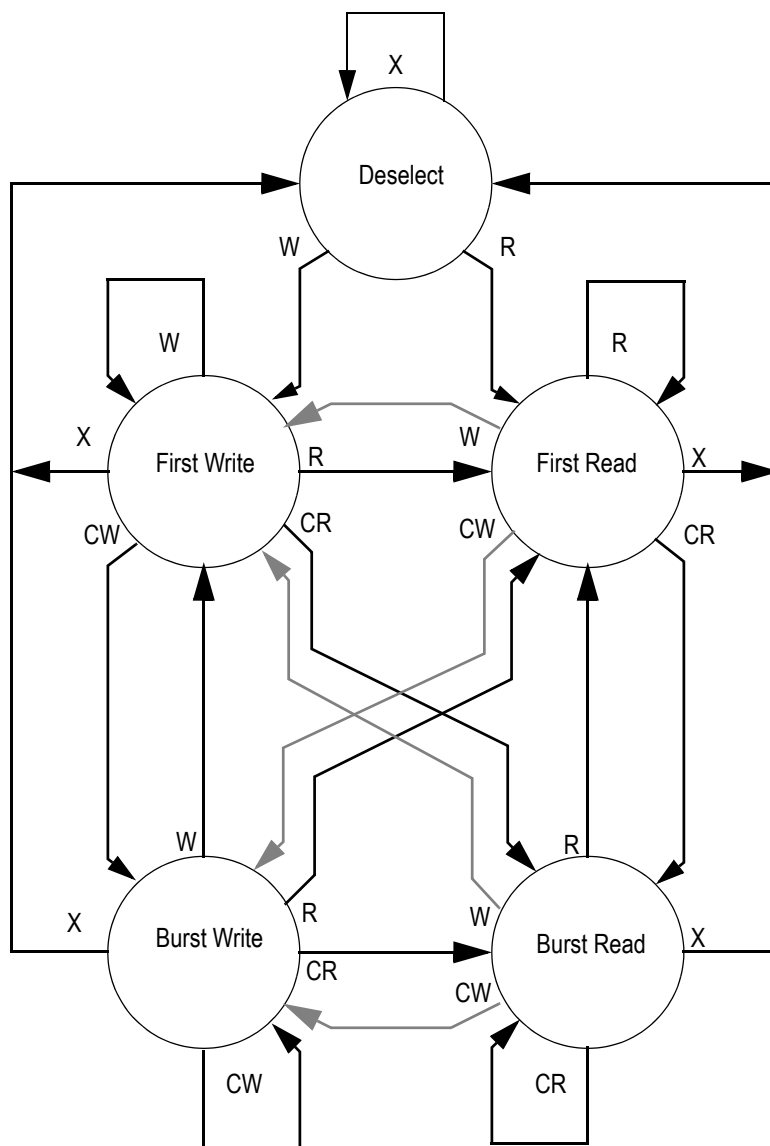 X
Deselect
W
R
W
R
X
W
First Write
R
First Read
X
CW
CR
CW
CR
W
R
X
R
W
Burst Write
Burst Read
X
CR
CW
CW
CR